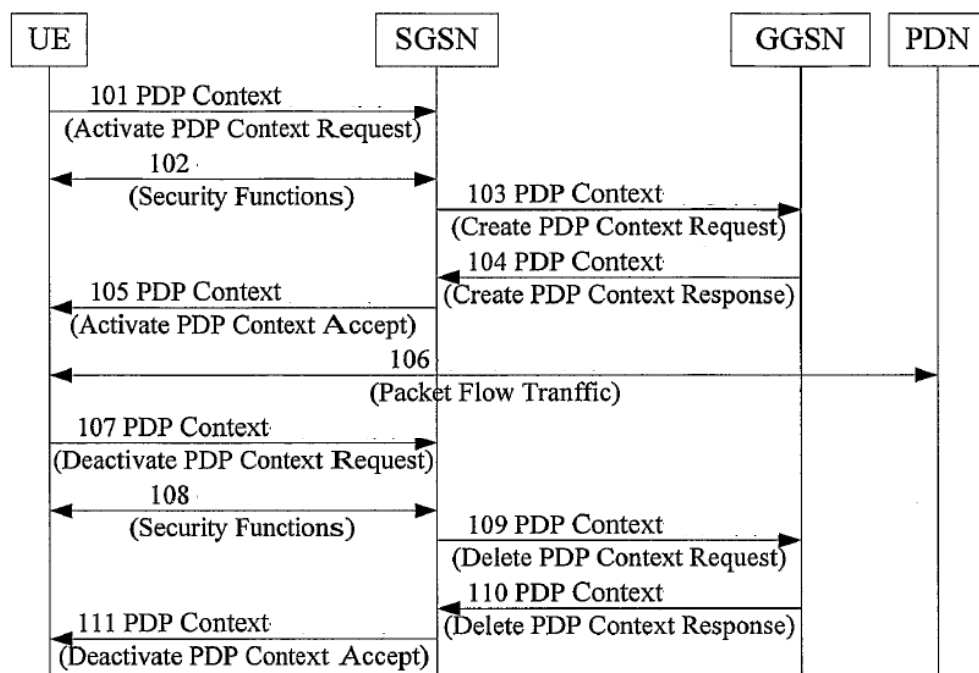 UE SGSN GGSN PDN
101 PDP Context
(Activate PDP Context Request)
102
(Security Functions)
103 PDP Context
(Create PDP Context Request)
104 PDP Context
(Create PDP Context Response)
105 PDP Context
(Activate PDP Context Accept)
106
(Packet Flow Tranffic)
107 PDP Context
(Deactivate PDP Context Request)
108
(Security Functions)
109 PDP Context
(Delete PDP Context Request)
110 PDP Context
(Delete PDP Context Response)
111 PDP Context
(Deactivate PDP Context Accept)